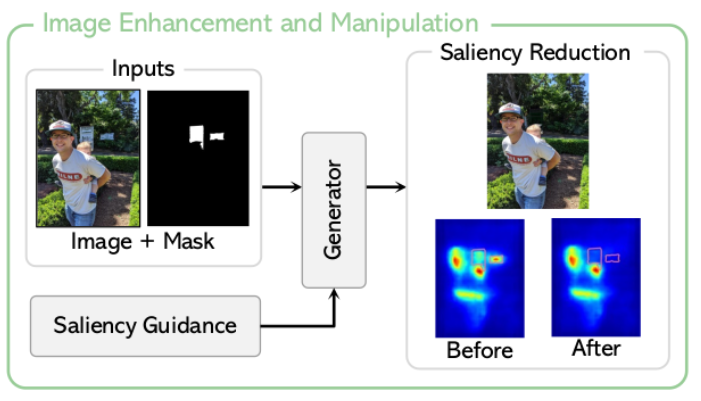 Image Enhancement and Manipulation
Inputs
Image + Mask
Saliency Guidance
Generator
Saliency Reduction
Before
After